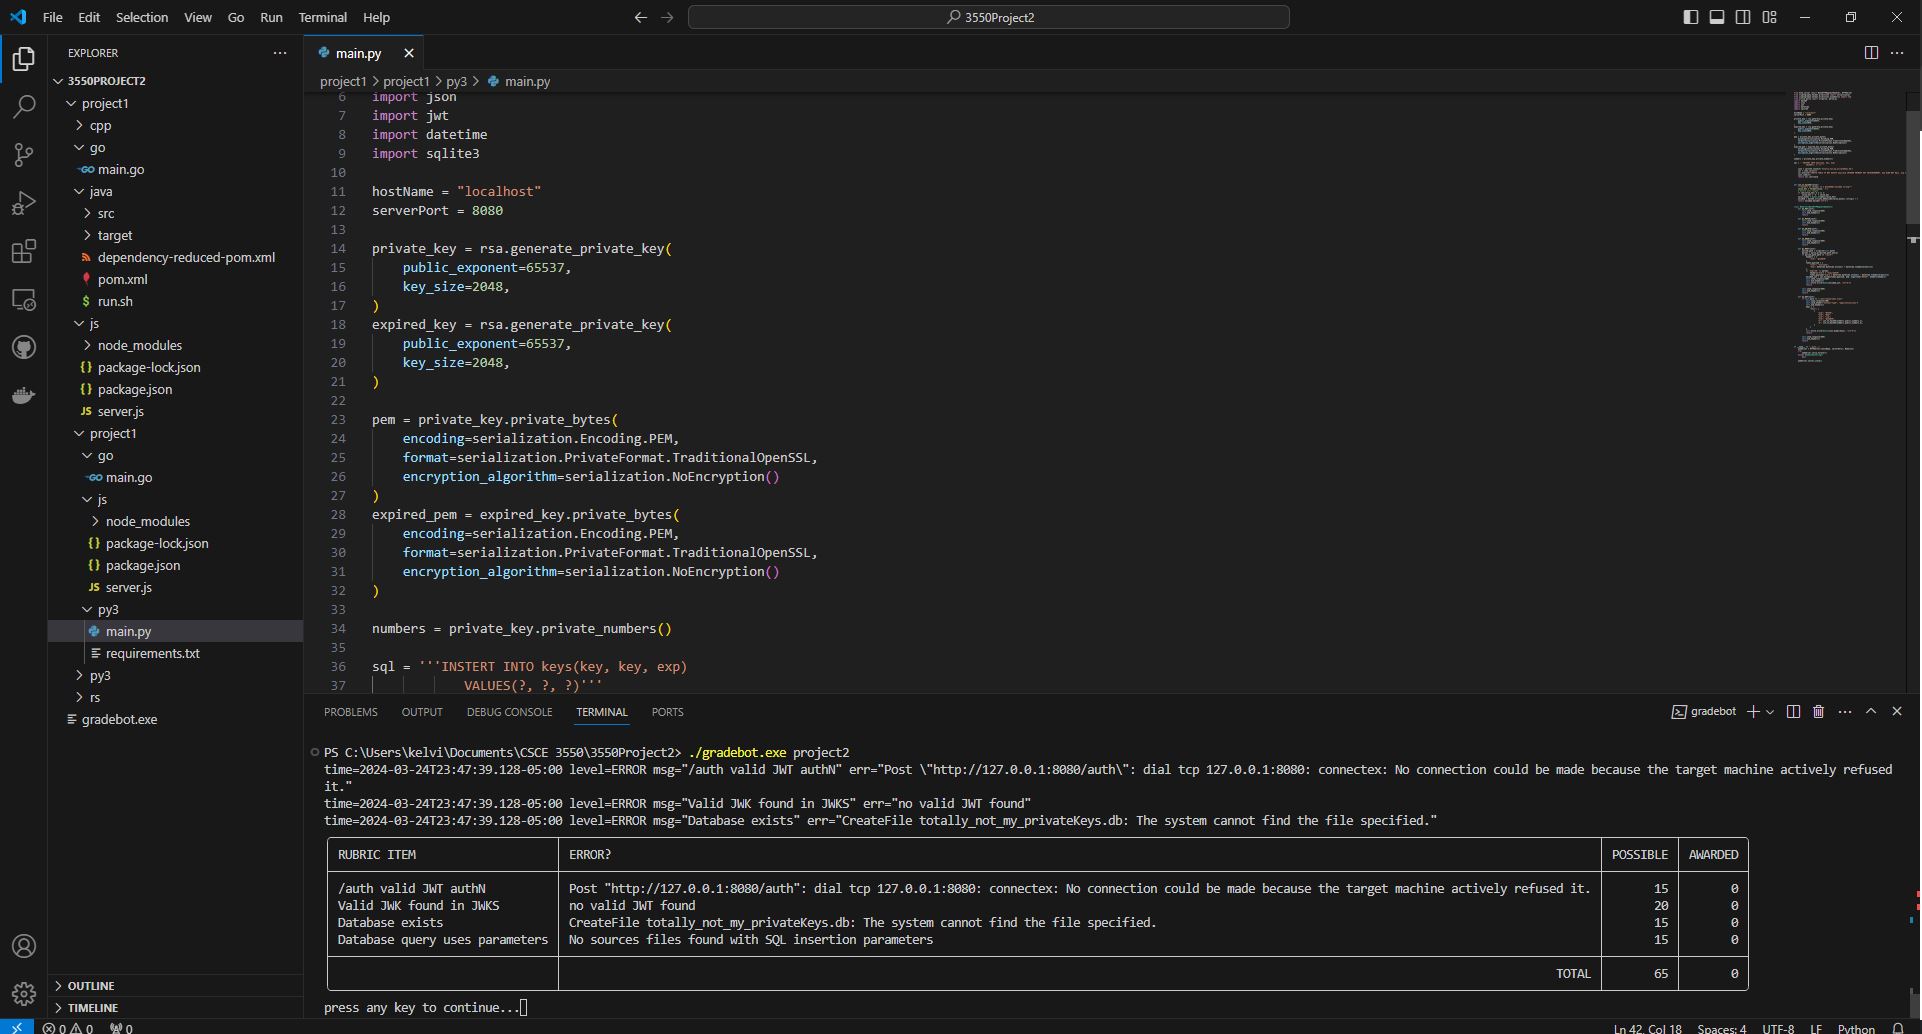 File Edit Selection View Go Run Terminal Help
3550Project2
EXPLORER
3550PROJECT2
project1
cpp
go
main.go
java
src
target
dependency-reduced-pom.xml
pom.xml
run.sh
js
node_modules
package-lock.json
package.json
server.js
project1
go
main.go
js
node_modules
package-lock.json
package.json
server.js
py3
main.py
requirements.txt
py3
rs
gradebot.exe
OUTLINE
TIMELINE
main.py
project1 > project1 > py3 > main.py
6 import json
7 import jwt
8 import datetime
9 import sqlite3
10
11 hostName = "localhost"
12 serverPort = 8080
13
14 private_key = rsa.generate_private_key(
15     public_exponent=65537,
16     key_size=2048,
17 )
18 expired_key = rsa.generate_private_key(
19     public_exponent=65537,
20     key_size=2048,
21 )
22
23 pem = private_key.private_bytes(
24     encoding=serialization.Encoding.PEM,
25     format=serialization.PrivateFormat.TraditionalOpenSSL,
26     encryption_algorithm=serialization.NoEncryption()
27 )
28 expired_pem = expired_key.private_bytes(
29     encoding=serialization.Encoding.PEM,
30     format=serialization.PrivateFormat.TraditionalOpenSSL,
31     encryption_algorithm=serialization.NoEncryption()
32 )
33
34 numbers = private_key.private_numbers()
35
36 sql = '''INSTERT INTO keys(key, key, exp)
37             VALUES(?, ?, ?)'''
PROBLEMS OUTPUT DEBUG CONSOLE TERMINAL PORTS
gradebot
PS C:\Users\kelvi\Documents\CSCE 3550\3550Project2> ./gradebot.exe project2
time=2024-03-24T23:47:39.128-05:00 level=ERROR msg="/auth valid JWT authN" err="Post \"http://127.0.0.1:8080/auth\": dial tcp 127.0.0.1:8080: connectex: No connection could be made because the target machine actively refused
it."
time=2024-03-24T23:47:39.128-05:00 level=ERROR msg="Valid JWK found in JWKS" err="no valid JWT found"
time=2024-03-24T23:47:39.128-05:00 level=ERROR msg="Database exists" err="CreateFile totally_not_my_privateKeys.db: The system cannot find the file specified."
RUBRIC ITEM ERROR? POSSIBLE AWARDED
/auth valid JWT authN Post "http://127.0.0.1:8080/auth": dial tcp 127.0.0.1:8080: connectex: No connection could be made because the target machine actively refused it. 15 0
Valid JWK found in JWKS no valid JWT found 20 0
Database exists CreateFile totally_not_my_privateKeys.db: The system cannot find the file specified. 15 0
Database query uses parameters No sources files found with SQL insertion parameters 15 0
TOTAL 65 0
press any key to continue...
0 0 0 Ln 42, Col 18 Spaces: 4 UTF-8 LF Python